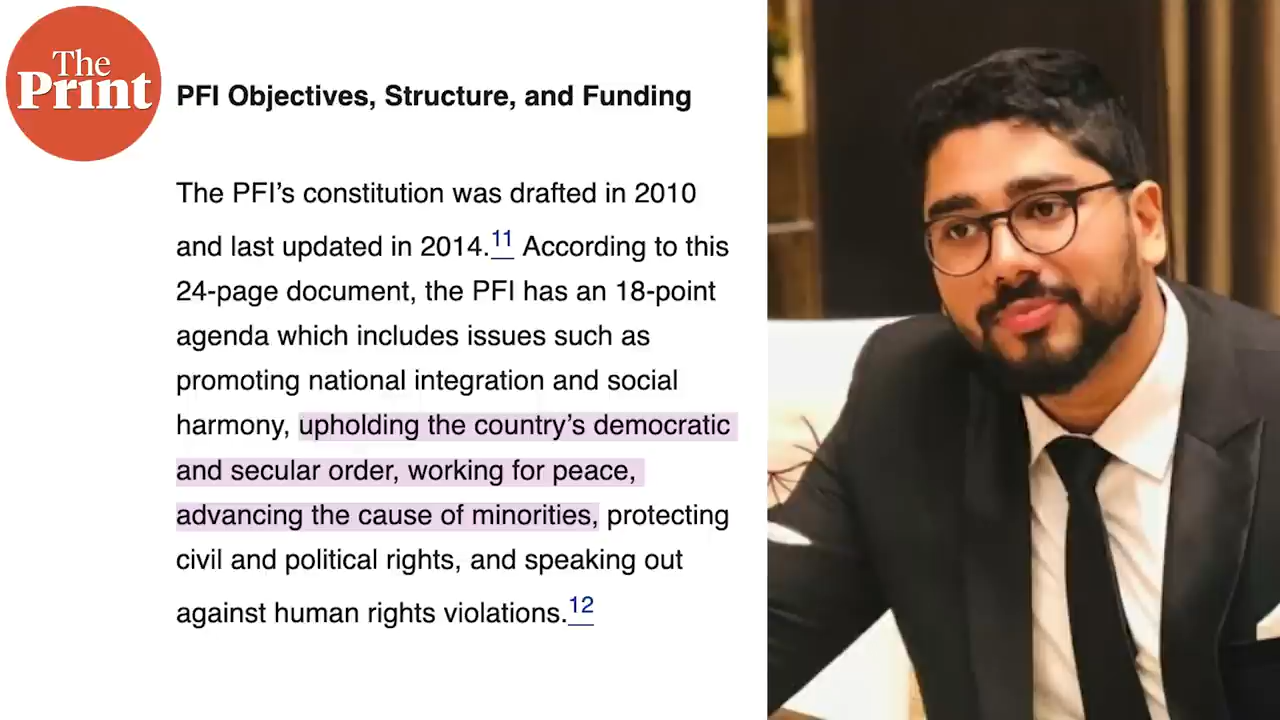 The
Print
PFI Objectives, Structure, and Funding
The PFI’s constitution was drafted in 2010
and last updated in 2014.11 According to this
24-page document, the PFI has an 18-point
agenda which includes issues such as
promoting national integration and social
harmony, upholding the country’s democratic
and secular order, working for peace,
advancing the cause of minorities, protecting
civil and political rights, and speaking out
against human rights violations.12